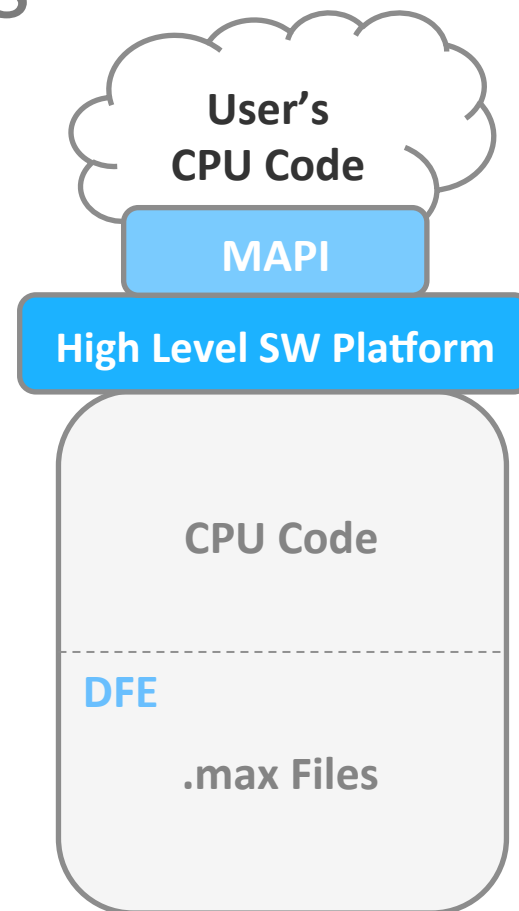 User’s
CPU Code
MAPI
High Level SW Platform
CPU Code
DFE
.max Files